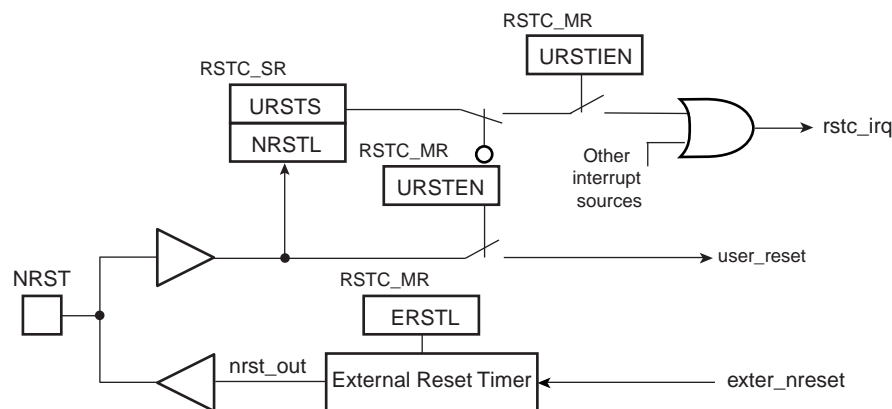 RSTC_MR
URSTIEN
RSTC_SR
URSTS
NRSTL
RSTC_MR
URSTEN
rstc_irq
Other
interrupt
sources
user_reset
NRST
RSTC_MR
ERSTL
nrst_out
External Reset Timer
exter_nreset